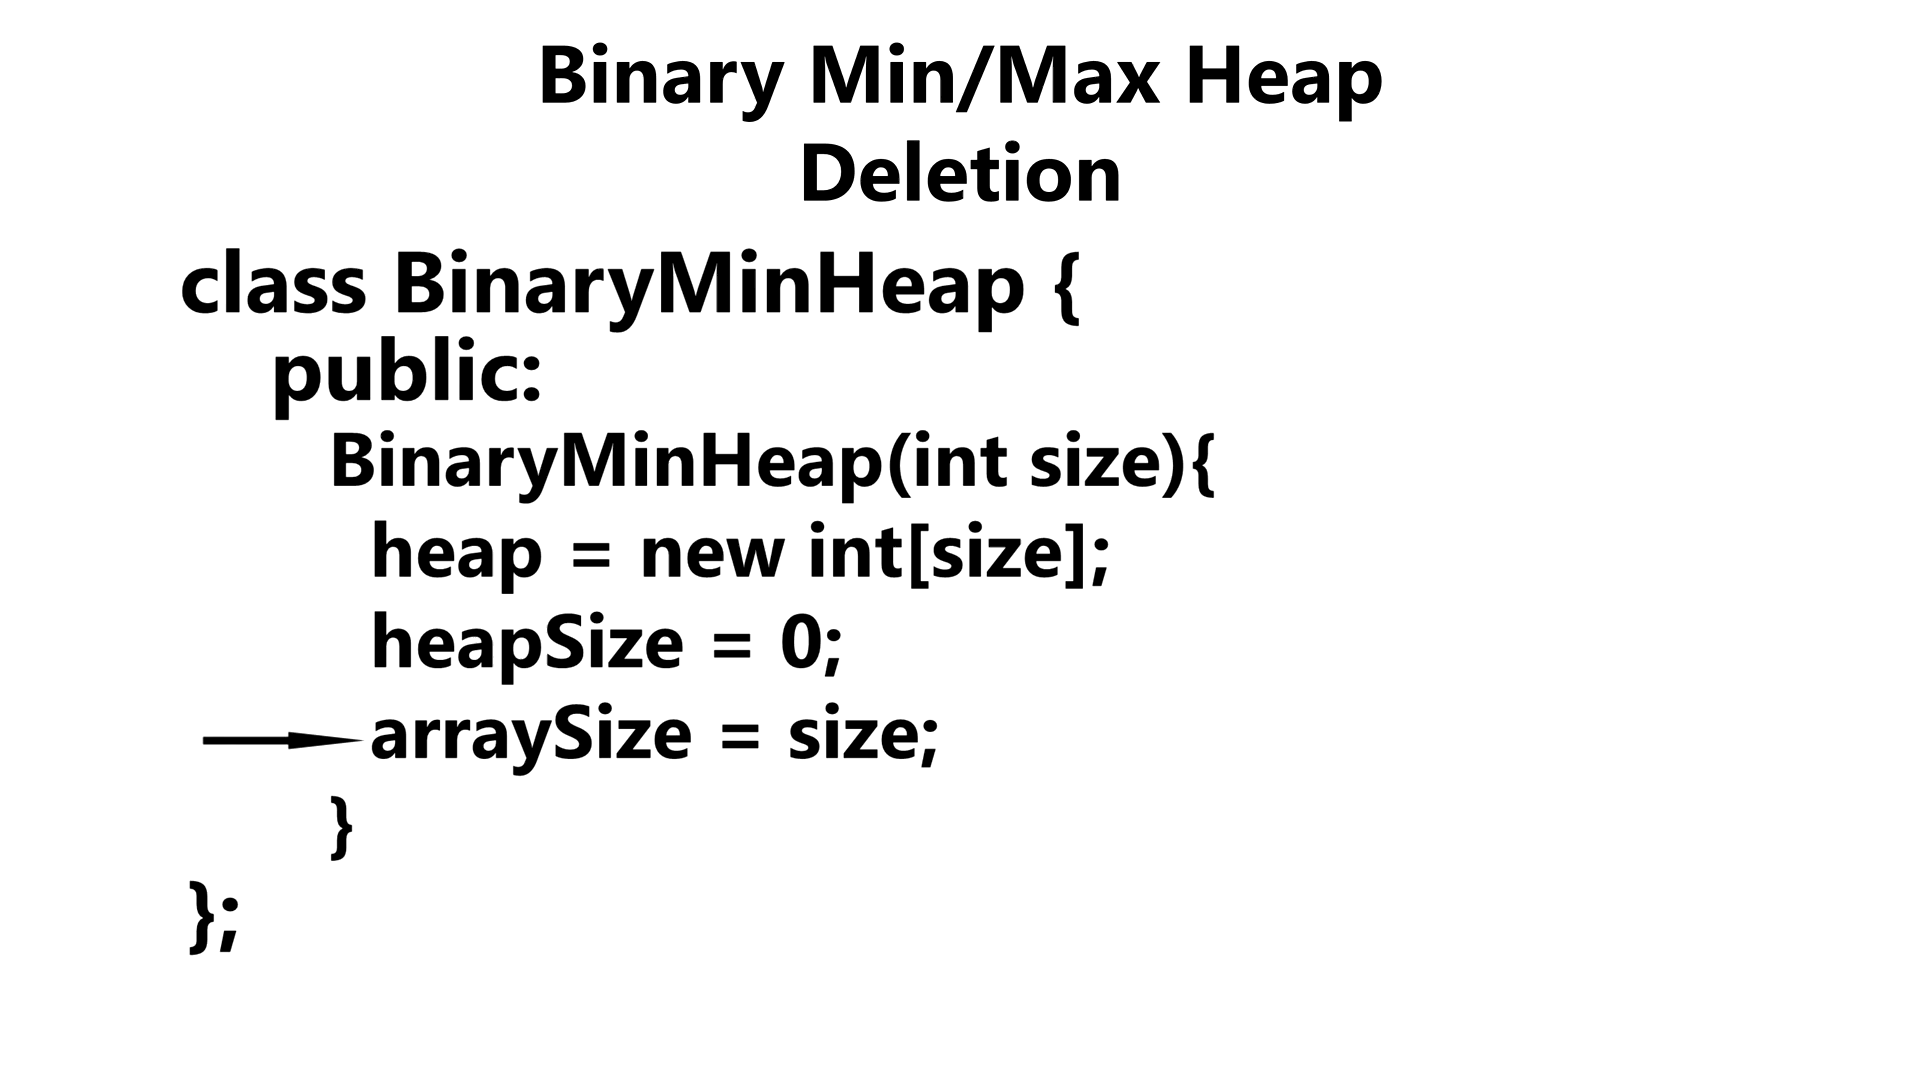 Binary Min/Max Heap
Deletion
class BinaryMinHeap {
public:
BinaryMinHeap(int size){
heap = new int[size];
heapSize = 0;
arraySize = size;
}
};